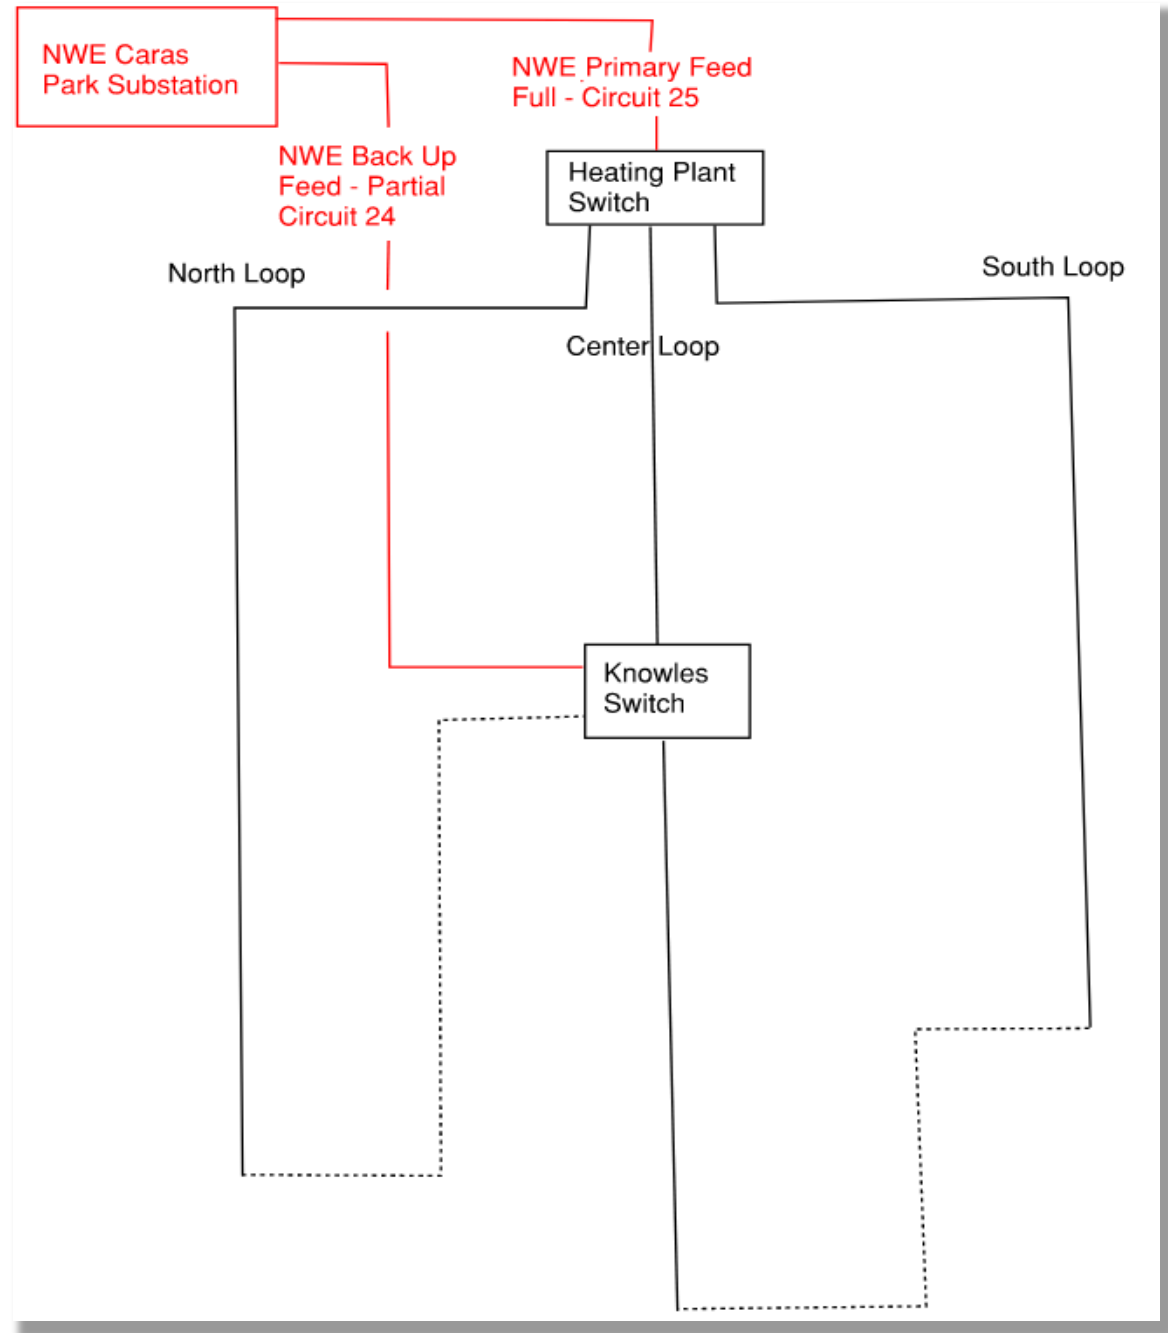 NWE Caras
Park Substation
NWE Primary Feed
Full - Circuit 25
NWE Back Up
Feed - Partial
Circuit 24
Heating Plant
Switch
North Loop
South Loop
Center Loop
Knowles
Switch